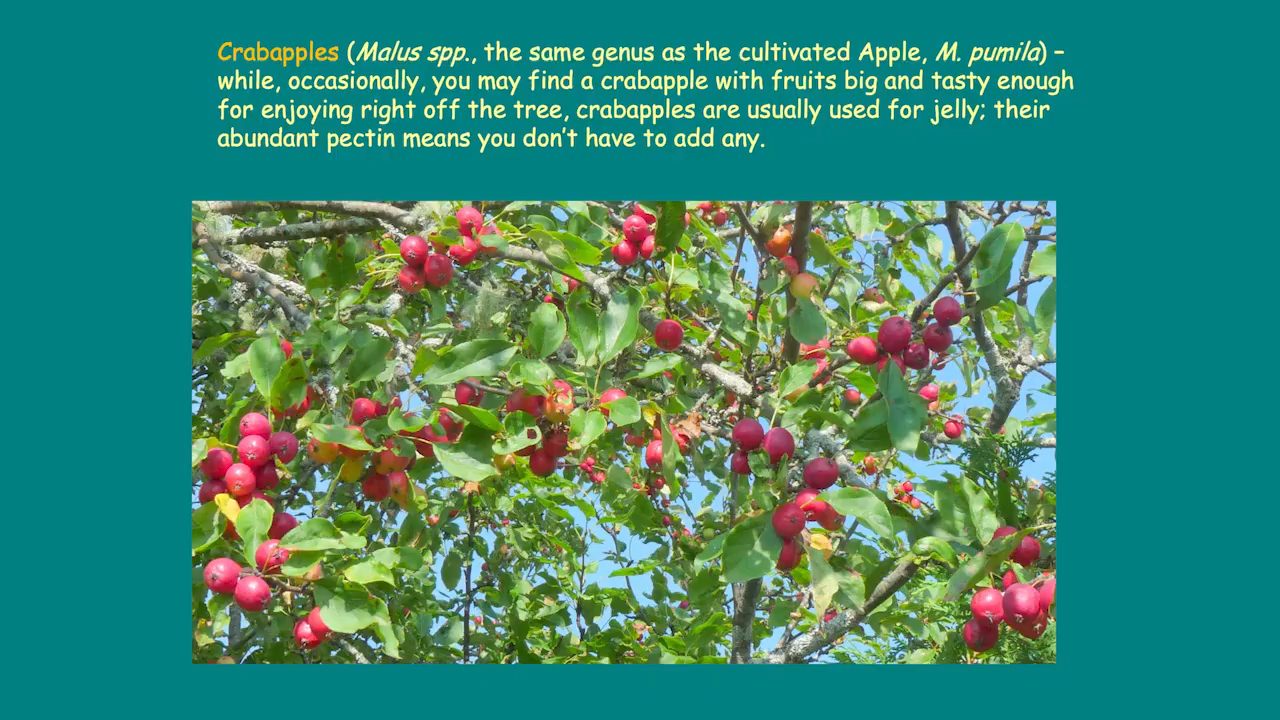 Crabapples (Malus spp., the same genus as the cultivated Apple, M. pumila) –
while, occasionally, you may find a crabapple with fruits big and tasty enough
for enjoying right off the tree, crabapples are usually used for jelly; their
abundant pectin means you don’t have to add any.